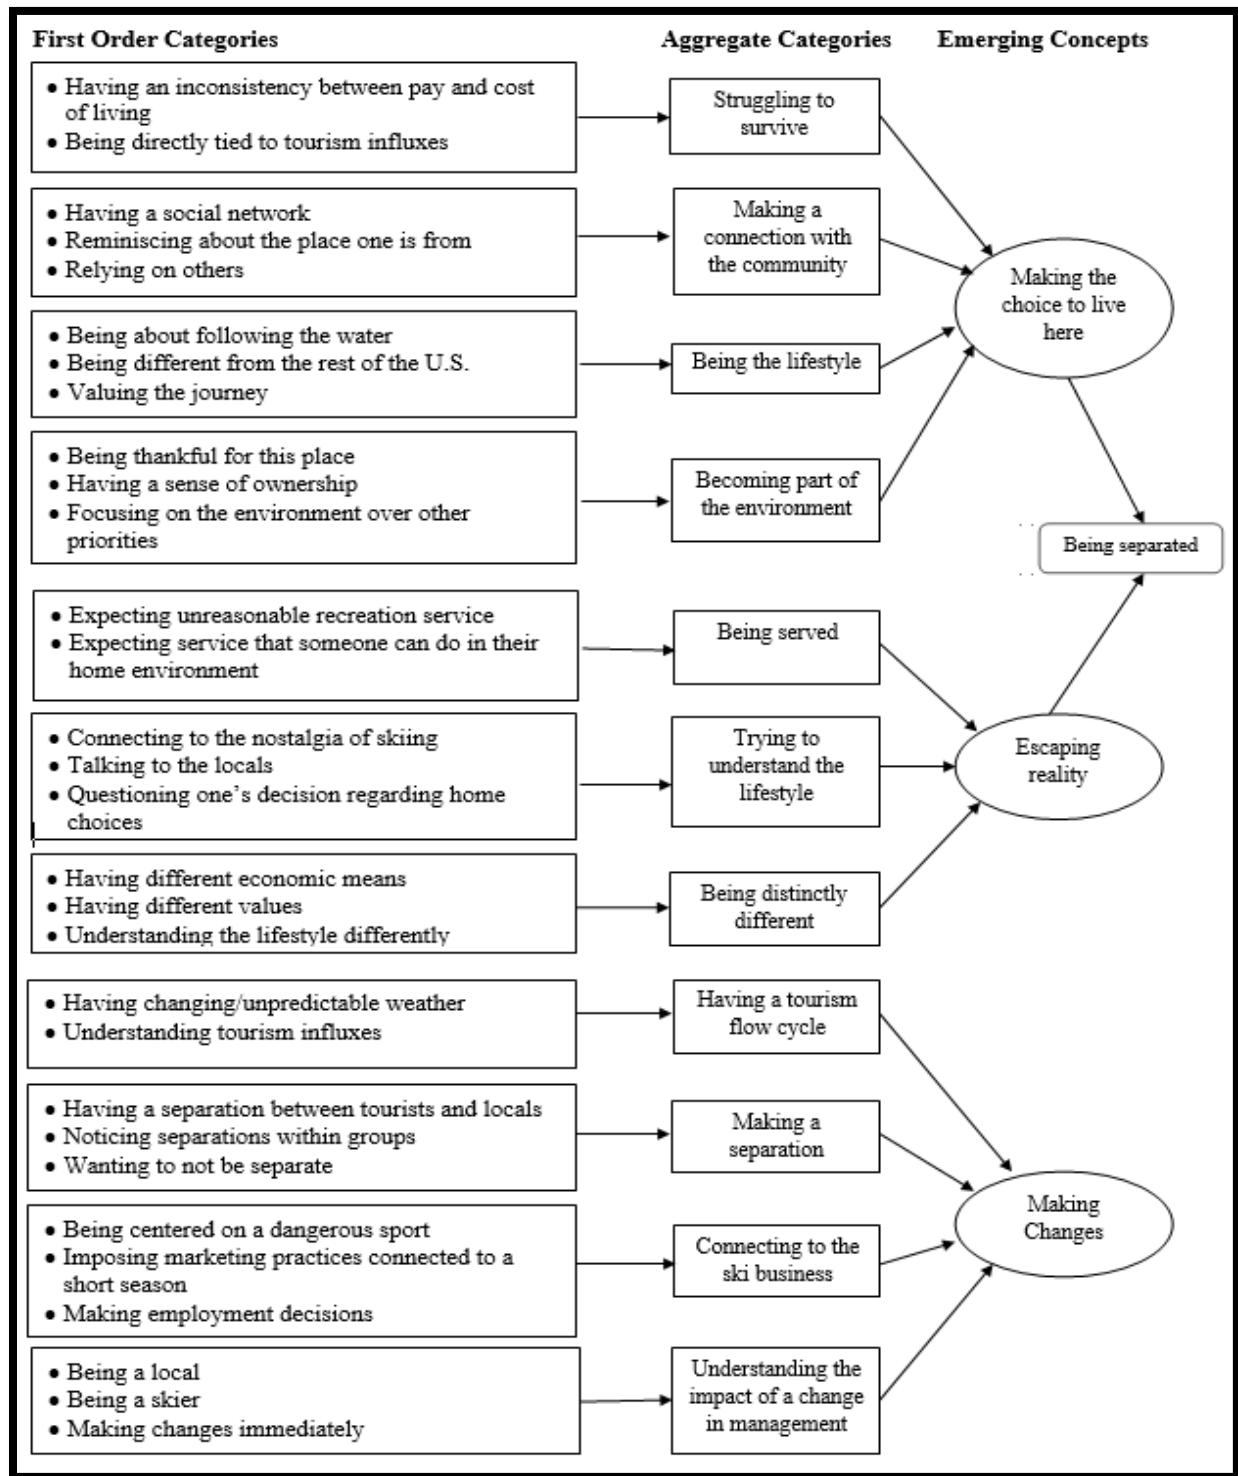 First Order Categories
Aggregate Categories
Emerging Concepts
• Having an inconsistency between pay and cost
of living
• Being directly tied to tourism influxes
Struggling to
survive
• Having a social network
• Reminiscing about the place one is from
• Relying on others
Making a
connection with
the community
Making the
choice to live
here
• Being about following the water
• Being different from the rest of the U.S.
• Valuing the journey
Being the lifestyle
• Being thankful for this place
• Having a sense of ownership
• Focusing on the environment over other
priorities
Becoming part of
the environment
Being separated
• Expecting unreasonable recreation service
• Expecting service that someone can do in their
home environment
Being served
• Connecting to the nostalgia of skiing
• Talking to the locals
• Questioning one's decision regarding home
choices
Trying to
understand the
lifestyle
Escaping
reality
• Having different economic means
• Having different values
• Understanding the lifestyle differently
Being distinctly
different
• Having changing/unpredictable weather
• Understanding tourism influxes
Having a tourism
flow cycle
• Having a separation between tourists and locals
• Noticing separations within groups
• Wanting to not be separate
Making a
separation
Making
Changes
• Being centered on a dangerous sport
• Imposing marketing practices connected to a
short season
• Making employment decisions
Connecting to the
ski business
• Being a local
• Being a skier
• Making changes immediately
Understanding the
impact of a change
in management